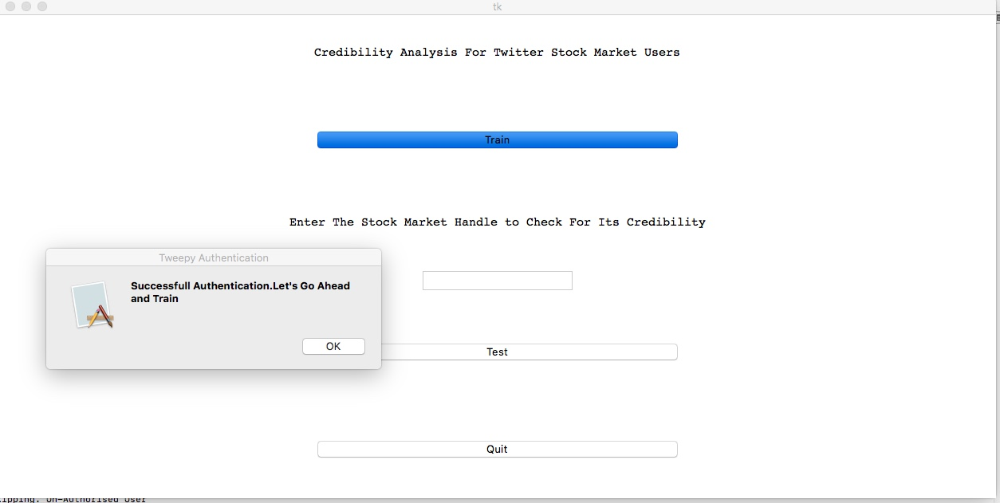 tk
Credibility Analysis For Twitter Stock Market Users
Train
Enter The Stock Market Handle to Check For Its Credibility
Tweepy Authentication
Successfull Authentication.Let's Go Ahead
and Train
OK
Test
Quit
Un-Authorised User